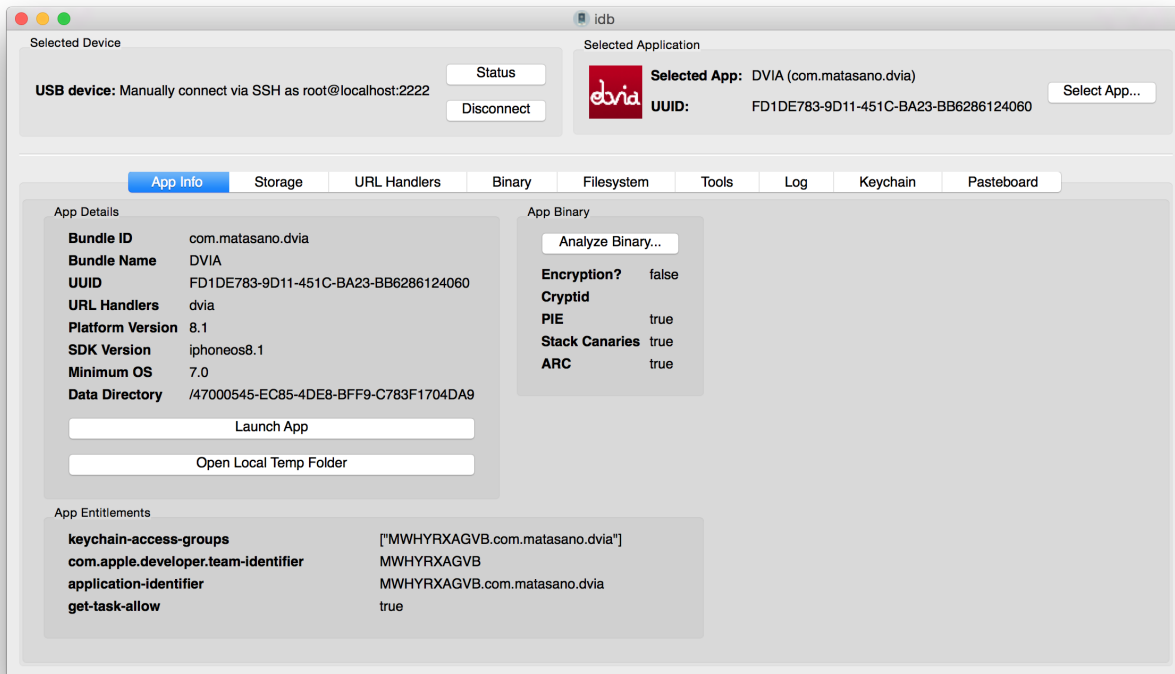 idb
Selected Device
USB device: Manually connect via SSH as root@localhost:2222
Status
Disconnect
Selected Application
dvia
Selected App: DVIA (com.matasano.dvia)
UUID: FD1DE783-9D11-451C-BA23-BB6286124060
Select App...
App Info Storage URL Handlers Binary Filesystem Tools Log Keychain Pasteboard
App Details
Bundle ID com.matasano.dvia
Bundle Name DVIA
UUID FD1DE783-9D11-451C-BA23-BB6286124060
URL Handlers dvia
Platform Version 8.1
SDK Version iphoneos8.1
Minimum OS 7.0
Data Directory /47000545-EC85-4DE8-BFF9-C783F1704DA9
Launch App
Open Local Temp Folder
App Binary
Analyze Binary...
Encryption? false
Cryptid
PIE true
Stack Canaries true
ARC true
App Entitlements
keychain-access-groups ["MWHYRXAGVB.com.matasano.dvia"]
com.apple.developer.team-identifier MWHYRXAGVB
application-identifier MWHYRXAGVB.com.matasano.dvia
get-task-allow true